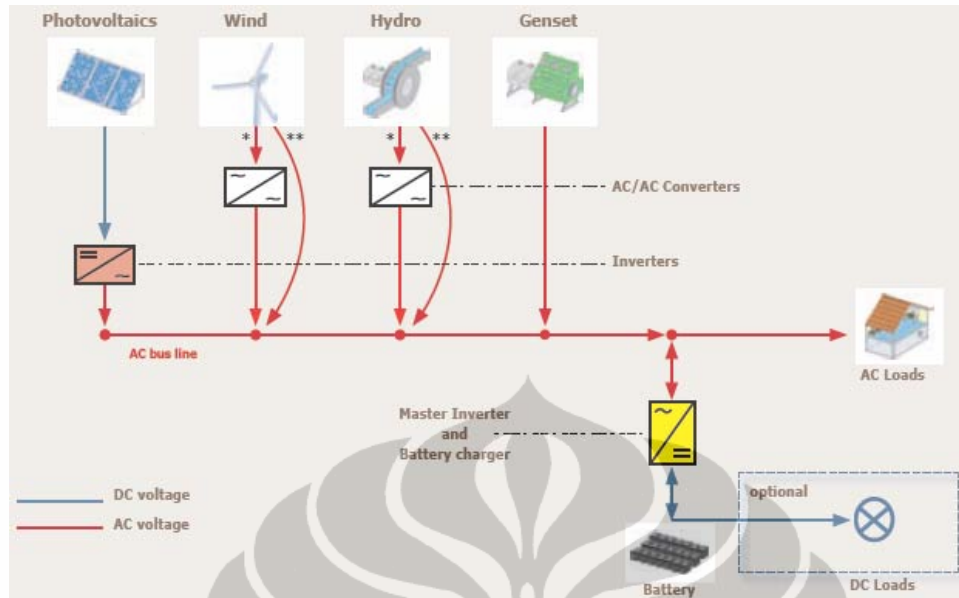 Photovoltaics
Wind
Hydro
Genset
*
**
*
**
~
~
~
~
AC/AC Converters
=
~
Inverters
AC bus line
AC Loads
Master Inverter
and
Battery charger
~
=
DC voltage
AC voltage
optional
Battery
DC Loads